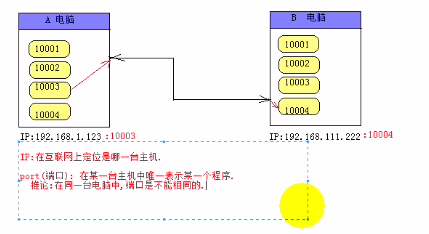 A 电脑
10001
10002
10003
10004
IP:192.168.1.123:10003
B 电脑
10001
10002
10003
10004
IP:192.168.111.222:10004
IP:在互联网上定位是哪一台主机.
port(端口): 在某一台主机中唯一表示某一个程序.
推论:在同一台电脑中,端口是不能相同的.